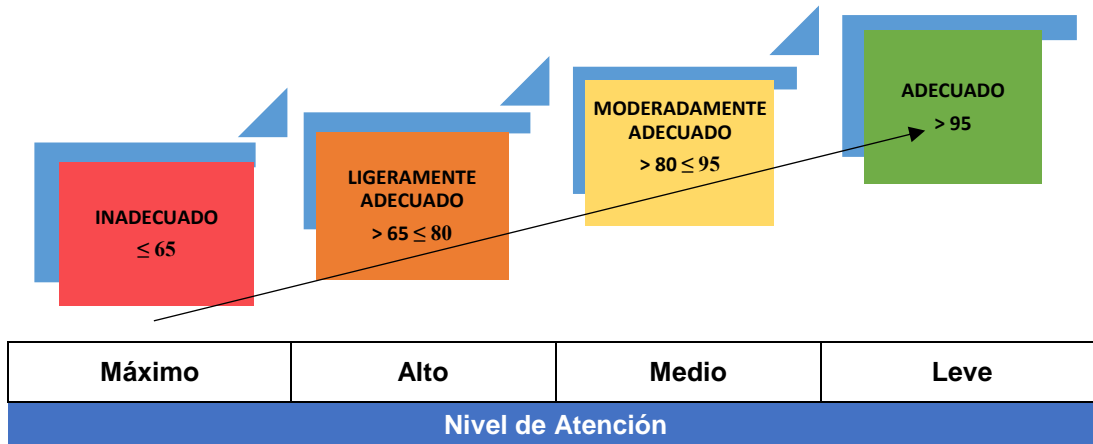 INADECUADO
≤ 65
LIGERAMENTE
ADECUADO
> 65 ≤ 80
MODERADAMENTE
ADECUADO
> 80 ≤ 95
ADECUADO
> 95
Máximo
Alto
Medio
Leve
Nivel de Atención